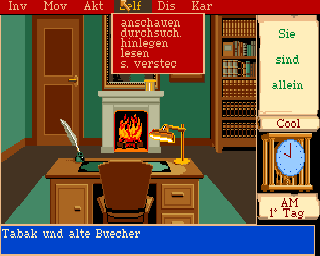 Inv Mov Akt Self Dis Kar
anschauen
durchsuch.
hinlegen
lesen
s. verstec
Sie
sind
allein
Cool
AM
1° Tag
Tabak und alte Buecher